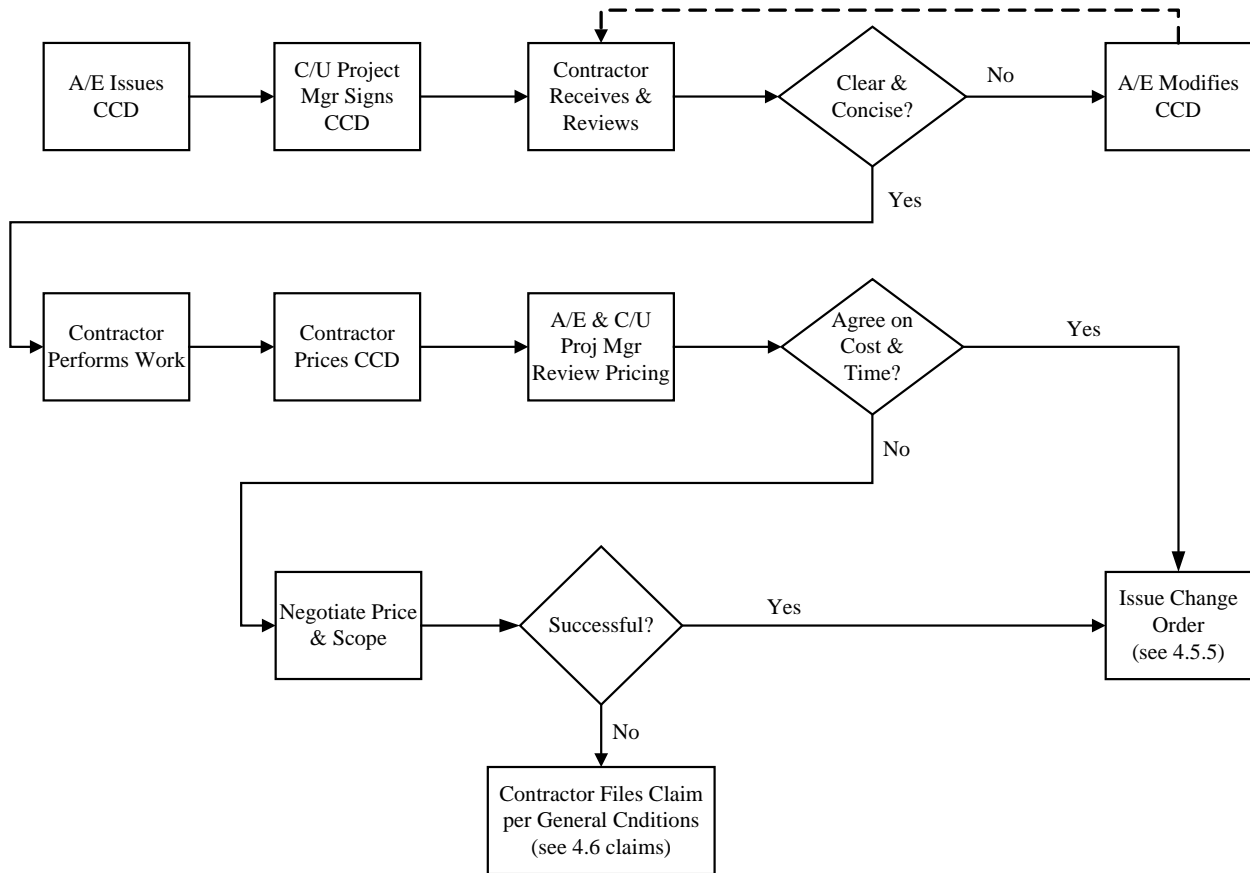 A/E Issues
CCD
C/U Project
Mgr Signs
CCD
Contractor
Receives &
Reviews
Clear &
Concise?
No
A/E Modifies
CCD
Yes
Contractor
Performs Work
Contractor
Prices CCD
A/E & C/U
Proj Mgr
Review Pricing
Agree on
Cost &
Time?
Yes
No
Negotiate Price
& Scope
Successful?
Yes
Issue Change
Order
(see 4.5.5)
No
Contractor Files Claim
per General Cnditions
(see 4.6 claims)